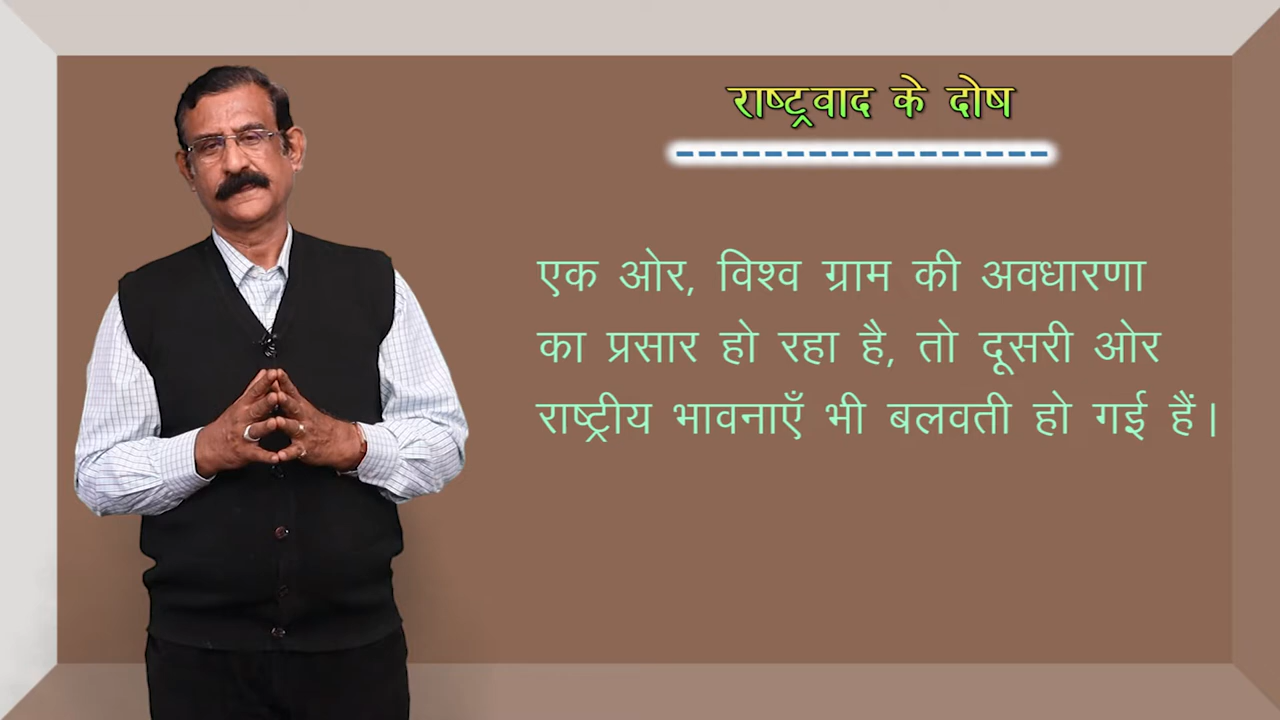 राष्ट्रवाद के दोष
एक ओर, विश्व ग्राम की अवधारणा
का प्रसार हो रहा है, तो दूसरी ओर
राष्ट्रीय भावनाएँ भी बलवती हो गई हैं।